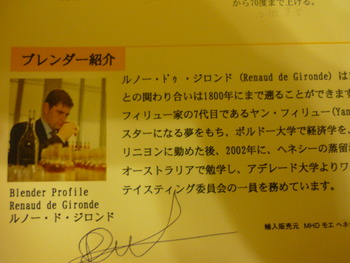 から70度まで上げる。
ブレンダー紹介
ルノー・ドゥ・ジロンド (Renaud de Gironde) は
との関わり合いは1800年にまで遡ることができます
フィリュー家の7代目であるヤン・フィリュー(Yan
スターになる夢をもち、ボルドー大学で経済学を、
リニヨンに勤めた後、2002年に、ヘネシーの蒸留
オーストラリアで勉学し、アデレード大学よりワ
テイスティング委員会の一員を務めています。
Blender Profile
Renaud de Gironde
ルノー・ド・ジロンド
輸入販売元 MHD モエ ヘネ